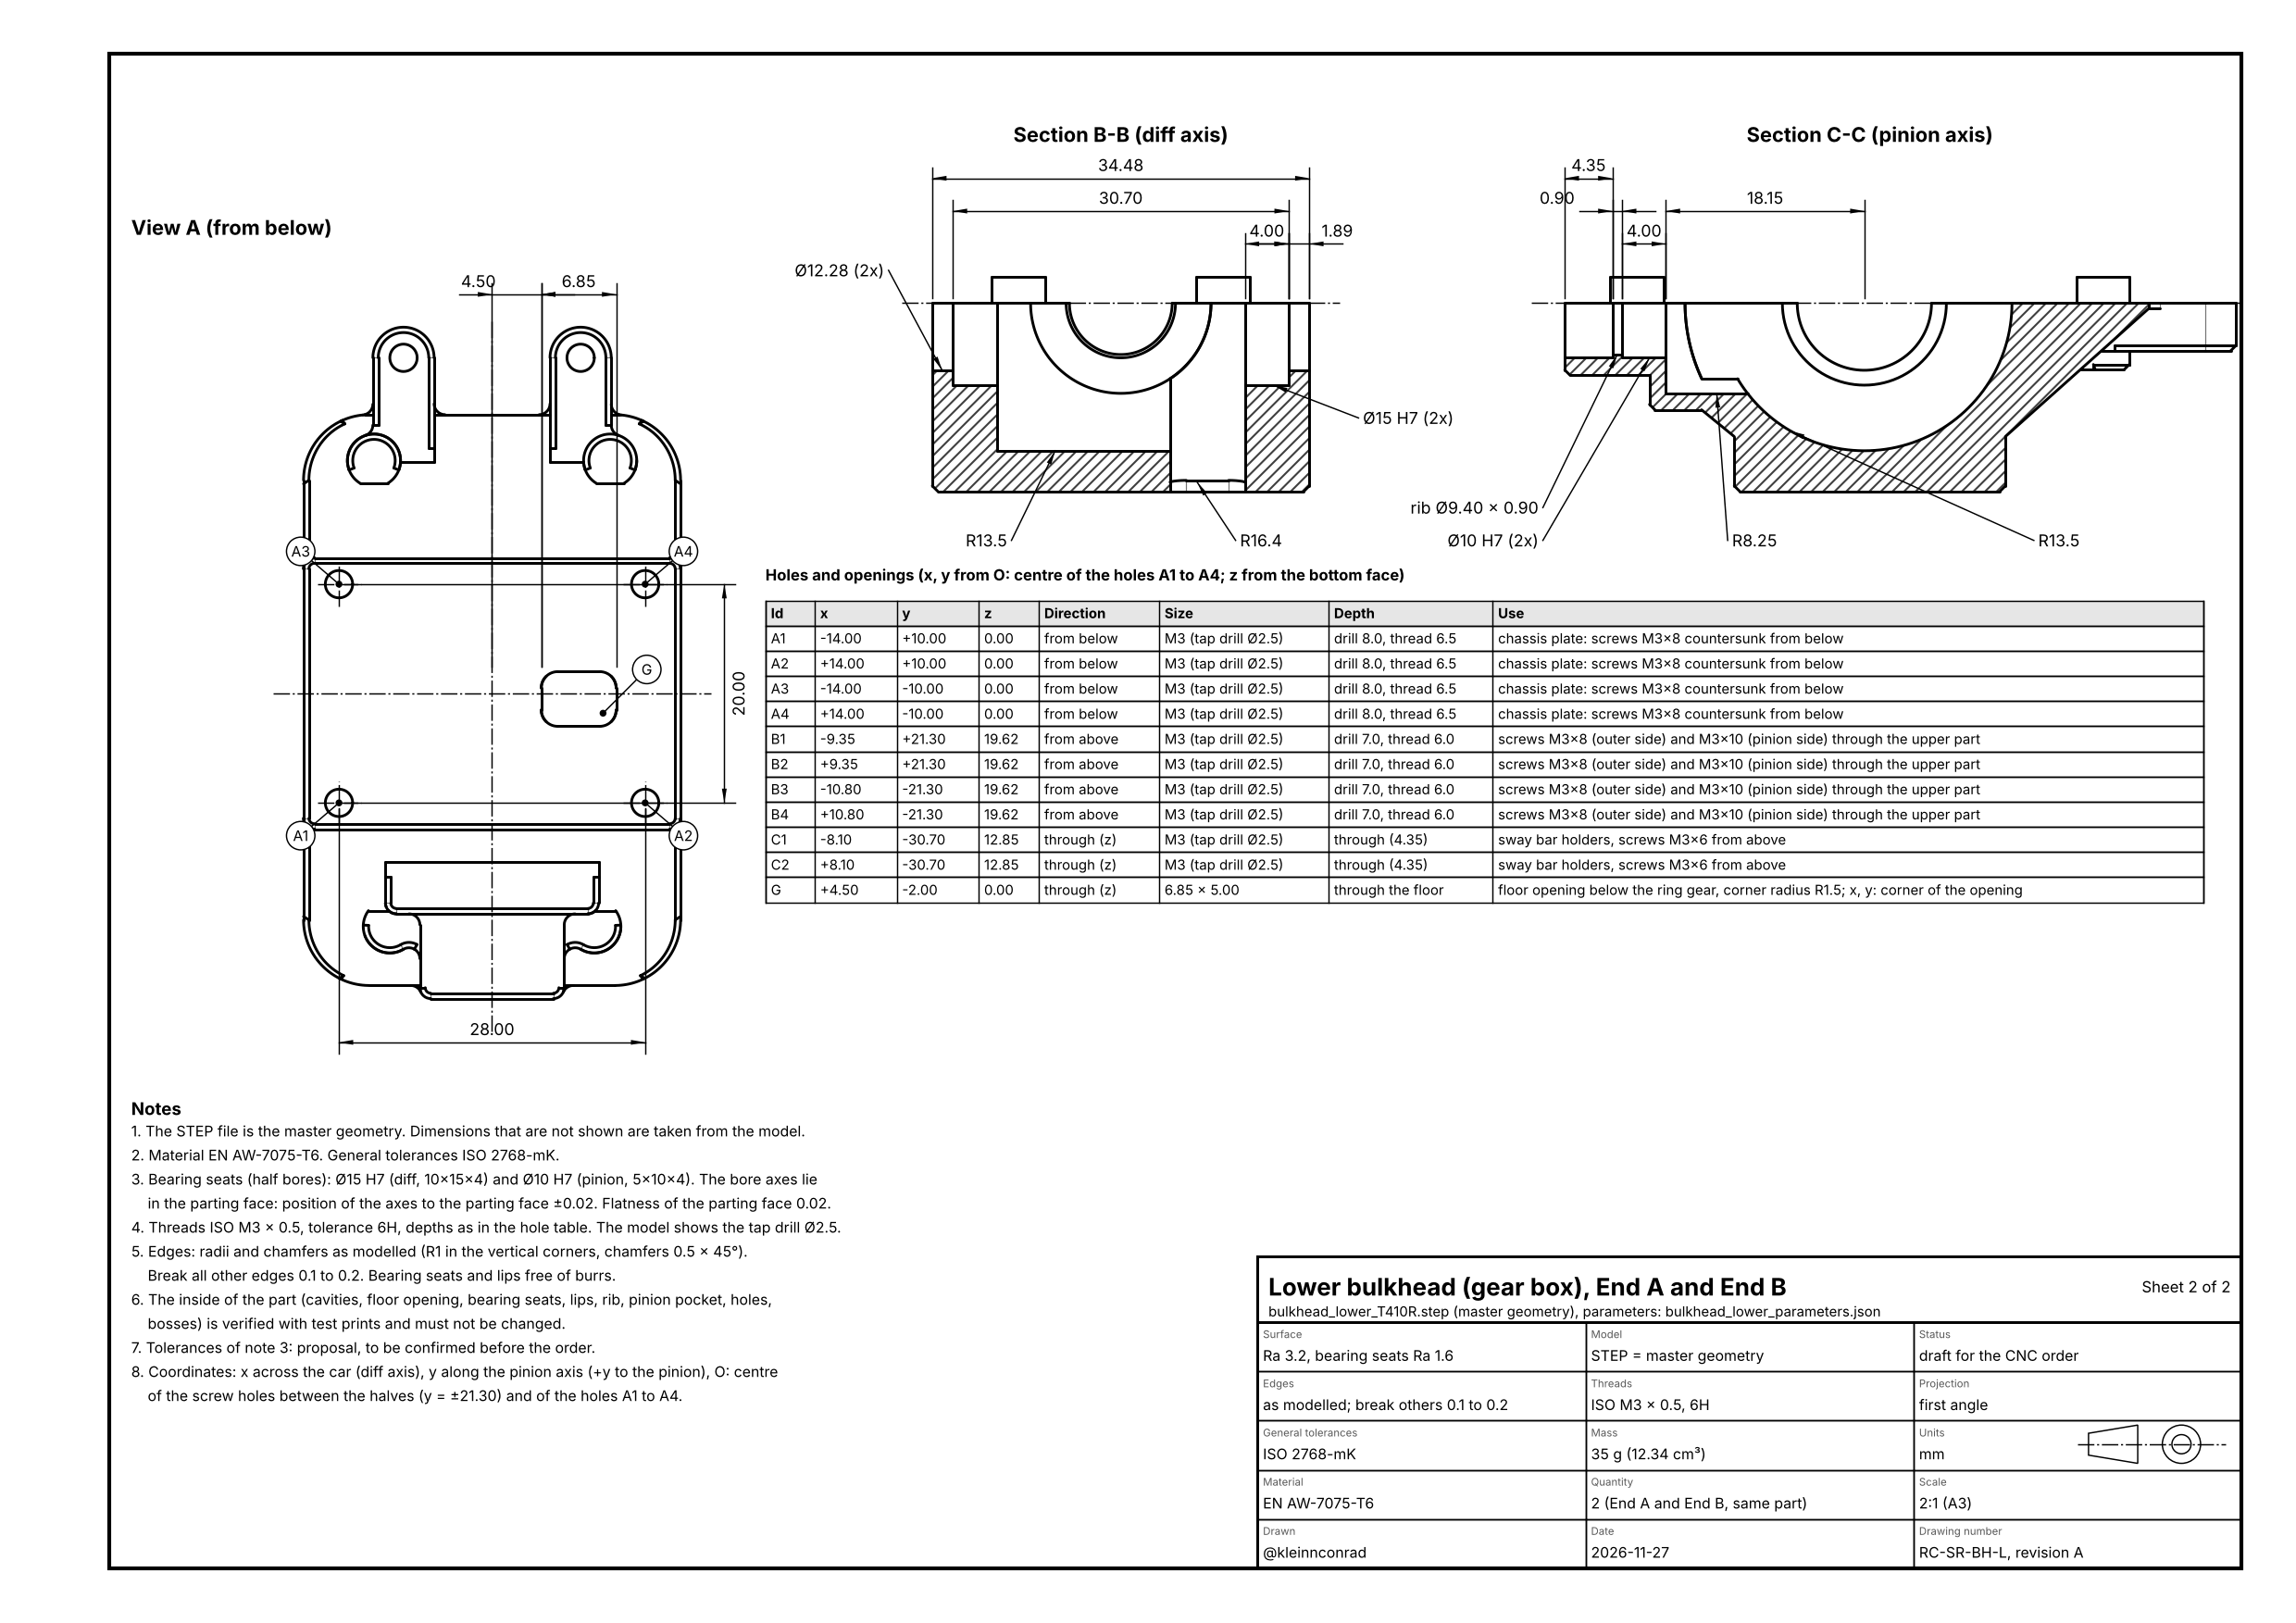 Section B-B (diff axis)
Section C-C (pinion axis)
34.48
4.35
30.70
0.90
18.15
4.00
1.89
4.00
View A (from below)
Ø12.28 (2x)
4.50
6.85
Ø15 H7 (2x)
rib Ø9.40 × 0.90
R13.5
R16.4
Ø10 H7 (2x)
R8.25
R13.5
A3
A4
G
20.00
A1
A2
28.00
Holes and openings (x, y from O: centre of the holes A1 to A4; z from the bottom face)
Id x y z Direction Size Depth Use
A1 -14.00 +10.00 0.00 from below M3 (tap drill Ø2.5) drill 8.0, thread 6.5 chassis plate: screws M3×8 countersunk from below
A2 +14.00 +10.00 0.00 from below M3 (tap drill Ø2.5) drill 8.0, thread 6.5 chassis plate: screws M3×8 countersunk from below
A3 -14.00 -10.00 0.00 from below M3 (tap drill Ø2.5) drill 8.0, thread 6.5 chassis plate: screws M3×8 countersunk from below
A4 +14.00 -10.00 0.00 from below M3 (tap drill Ø2.5) drill 8.0, thread 6.5 chassis plate: screws M3×8 countersunk from below
B1 -9.35 +21.30 19.62 from above M3 (tap drill Ø2.5) drill 7.0, thread 6.0 screws M3×8 (outer side) and M3×10 (pinion side) through the upper part
B2 +9.35 +21.30 19.62 from above M3 (tap drill Ø2.5) drill 7.0, thread 6.0 screws M3×8 (outer side) and M3×10 (pinion side) through the upper part
B3 -10.80 -21.30 19.62 from above M3 (tap drill Ø2.5) drill 7.0, thread 6.0 screws M3×8 (outer side) and M3×10 (pinion side) through the upper part
B4 +10.80 -21.30 19.62 from above M3 (tap drill Ø2.5) drill 7.0, thread 6.0 screws M3×8 (outer side) and M3×10 (pinion side) through the upper part
C1 -8.10 -30.70 12.85 through (z) M3 (tap drill Ø2.5) through (4.35) sway bar holders, screws M3×6 from above
C2 +8.10 -30.70 12.85 through (z) M3 (tap drill Ø2.5) through (4.35) sway bar holders, screws M3×6 from above
G +4.50 -2.00 0.00 through (z) 6.85 × 5.00 through the floor floor opening below the ring gear, corner radius R1.5; x, y: corner of the opening
Notes
1. The STEP file is the master geometry. Dimensions that are not shown are taken from the model.
2. Material EN AW-7075-T6. General tolerances ISO 2768-mK.
3. Bearing seats (half bores): Ø15 H7 (diff, 10×15×4) and Ø10 H7 (pinion, 5×10×4). The bore axes lie
in the parting face: position of the axes to the parting face ±0.02. Flatness of the parting face 0.02.
4. Threads ISO M3 × 0.5, tolerance 6H, depths as in the hole table. The model shows the tap drill Ø2.5.
5. Edges: radii and chamfers as modelled (R1 in the vertical corners, chamfers 0.5 × 45°).
Break all other edges 0.1 to 0.2. Bearing seats and lips free of burrs.
6. The inside of the part (cavities, floor opening, bearing seats, lips, rib, pinion pocket, holes,
bosses) is verified with test prints and must not be changed.
7. Tolerances of note 3: proposal, to be confirmed before the order.
8. Coordinates: x across the car (diff axis), y along the pinion axis (+y to the pinion), O: centre
of the screw holes between the halves (y = ±21.30) and of the holes A1 to A4.
Lower bulkhead (gear box), End A and End B
Sheet 2 of 2
bulkhead_lower_T410R.step (master geometry), parameters: bulkhead_lower_parameters.json
Surface Model Status
Ra 3.2, bearing seats Ra 1.6 STEP = master geometry draft for the CNC order
Edges Threads Projection
as modelled; break others 0.1 to 0.2 ISO M3 × 0.5, 6H first angle
General tolerances Mass Units
ISO 2768-mK 35 g (12.34 cm³) mm
Material Quantity Scale
EN AW-7075-T6 2 (End A and End B, same part) 2:1 (A3)
Drawn Date Drawing number
@kleinnconrad 2026-11-27 RC-SR-BH-L, revision A